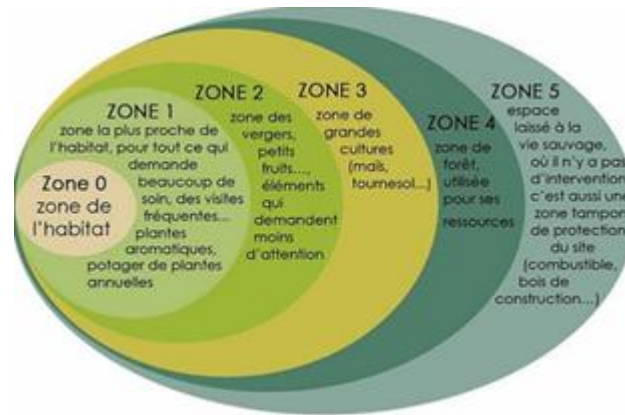 Zone 0
zone de
l'habitat
ZONE 1
zone la plus proche de
l'habitat, pour tout ce qui
demande
beaucoup de
soin, des visites
fréquentes...
plantes
aromatiques,
potager de plantes
annuelles
ZONE 2
zone des
vergers,
petits
fruits...,
éléments
qui
demandent
moins
d'attention
ZONE 3
zone de
grandes
cultures
(maïs,
tournesol...)
ZONE 4
zone de
forêt,
utilisée
pour ses
ressources
ZONE 5
espace
laissé à la
vie sauvage,
où il n'y a pas
d'intervention
c'est aussi une
zone tampon
de protection
du site
(combustible,
bois de
construction...)